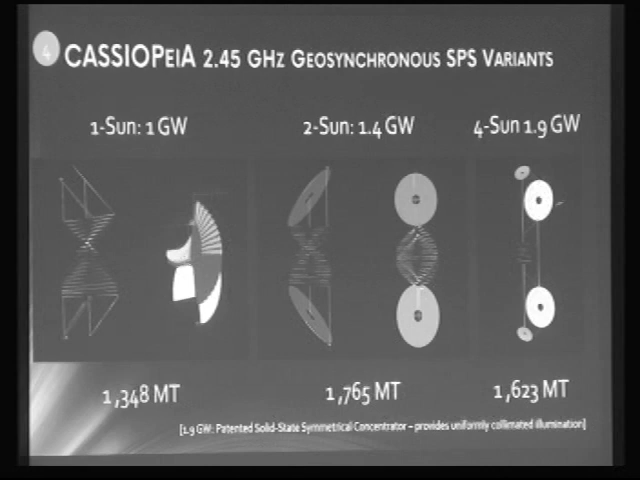 4 CASSIOPeiA 2.45 GHz Geosynchronous SPS Variants
1-Sun: 1 GW 2-Sun: 1.4 GW 4-Sun 1.9 GW
1,348 MT 1,765 MT 1,623 MT
[1.9 GW: Patented Solid-State Symmetrical Concentrator – provides uniformly collimated illumination]